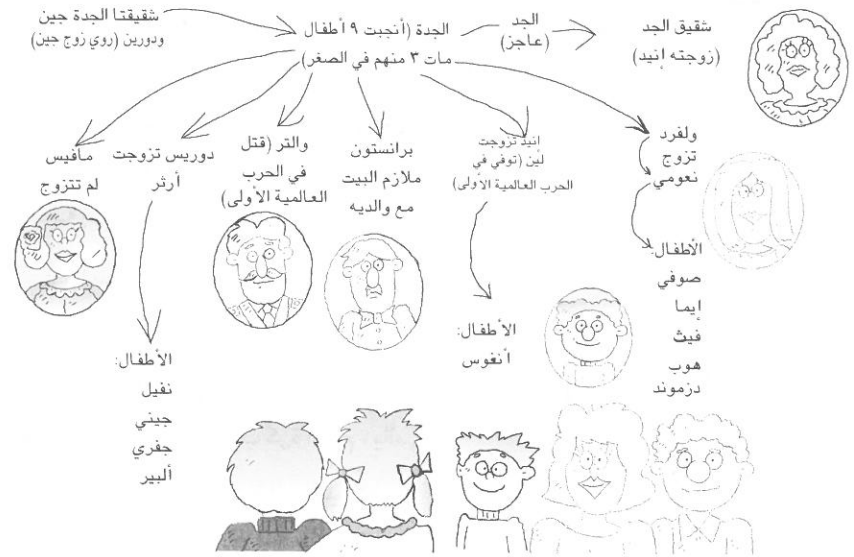 شقيق الجد
(زوجته إنيد)
الجد
(عاجز)
الجدة (أنجبت ٩ أطفال
مات ٣ منهم في الصغر)
شقيقتا الجدة جين
ودورين (روي زوج جين)
ولفرد
تزوج
نعومي
الأطفال:
صوفي
إيما
فيث
هوب
دزموند
إنيد تزوجت
لين (توفي في
الحرب العالمية الأولى)
الأطفال:
أنغوس
برانستون
ملازم البيت
مع والديه
والتر (قتل
في الحرب
العالمية الأولى)
دوريس تزوجت
أرثر
الأطفال:
نفيل
جيني
جفري
ألبير
مافيس
لم تتزوج